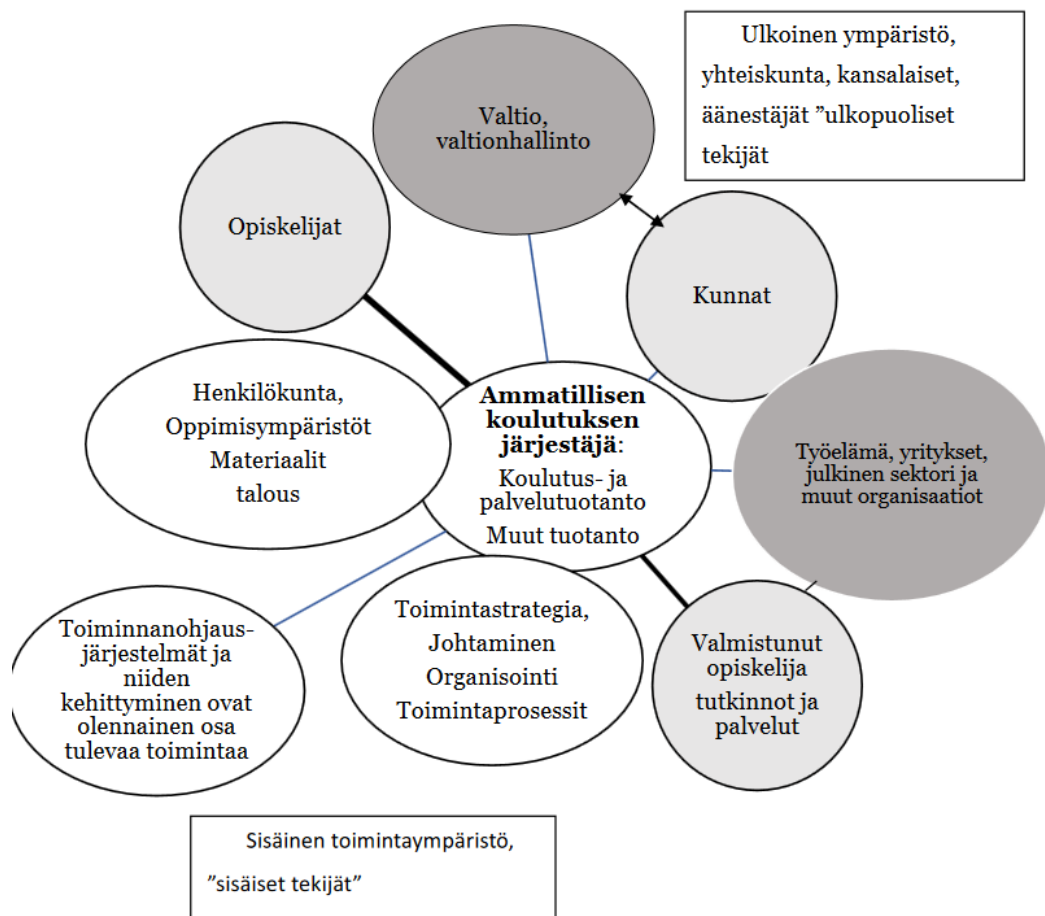 Ulkoinen ympäristö,
yhteiskunta, kansalaiset,
äänestäjät ”ulkopuoliset
tekijät
Valtio,
valtionhallinto
Opiskelijat
Kunnat
Henkilökunta,
Oppimisympäristöt
Materiaalit
talous
Ammatillisen
koulutuksen
järjestäjä:
Koulutus- ja
palvelutuotanto
Muut tuotanto
Työelämä, yritykset,
julkinen sektori ja
muut organisaatiot
Toiminnanohjaus-
järjestelmät ja
niiden
kehittyminen ovat
olennainen osa
tulevaa toimintaa
Toimintastrategia,
Johtaminen
Organisointi
Toimintaprosessit
Valmistunut
opiskelija
tutkinnot ja
palvelut
Sisäinen toimintaympäristö,
”sisäiset tekijät”